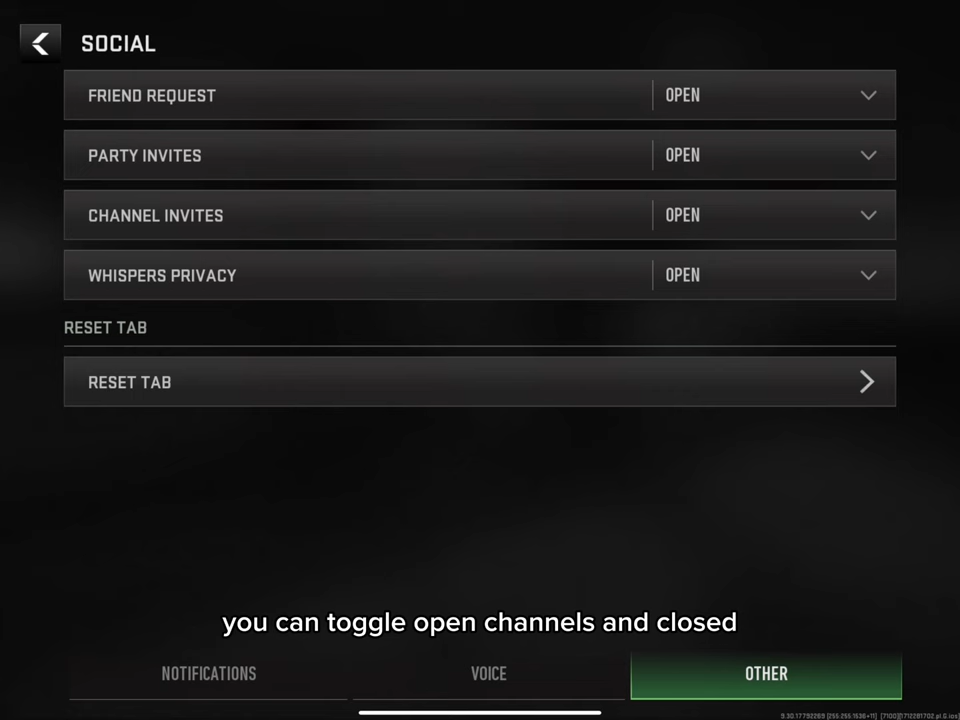 SOCIAL
FRIEND REQUEST OPEN
PARTY INVITES OPEN
CHANNEL INVITES OPEN
WHISPERS PRIVACY OPEN
RESET TAB
RESET TAB
you can toggle open channels and closed
NOTIFICATIONS VOICE OTHER